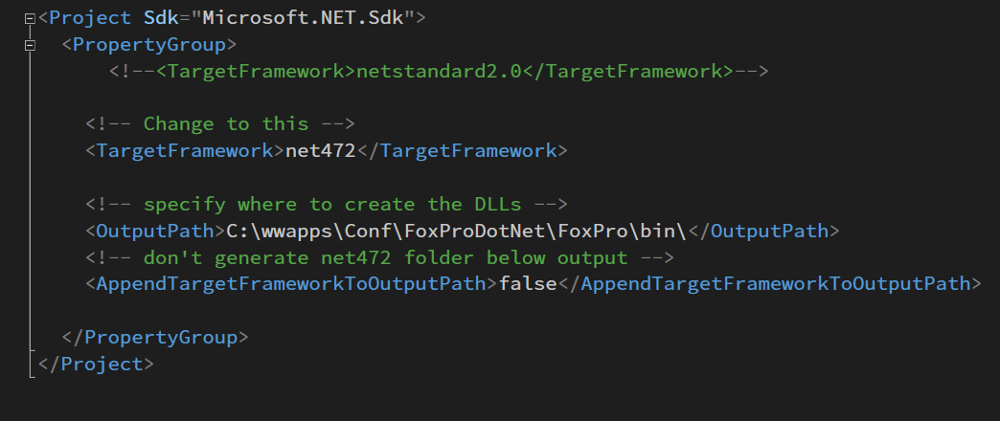 <Project Sdk="Microsoft.NET.Sdk">
<PropertyGroup>
<!--<TargetFramework>netstandard2.0</TargetFramework>-->
<!-- Change to this -->
<TargetFramework>net472</TargetFramework>
<!-- specify where to create the DLLs -->
<OutputPath>C:\wwapps\Conf\FoxProDotNet\FoxPro\bin\</OutputPath>
<!-- don't generate net472 folder below output -->
<AppendTargetFrameworkToOutputPath>false</AppendTargetFrameworkToOutputPath>
</PropertyGroup>
</Project>